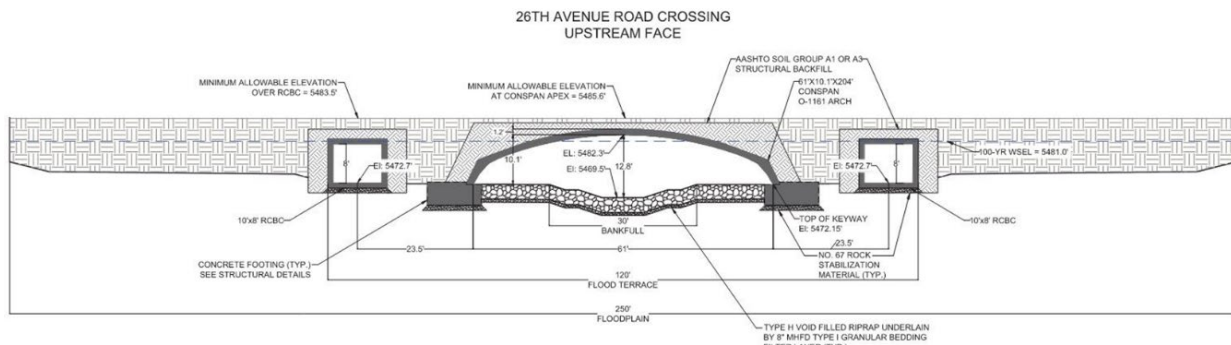 26TH AVENUE ROAD CROSSING
UPSTREAM FACE
AASHTO SOIL GROUP A1 OR A3
STRUCTURAL BACKFILL
MINIMUM ALLOWABLE ELEVATION
OVER RCBC = 5483.5'
MINIMUM ALLOWABLE ELEVATION
AT CONSPAN APEX = 5485.6'
61'X10.1'X204'
CONSPAN
O-1161 ARCH
1.2'
10.1'
EL: 5482.3'
EL: 5469.5'
12.8'
8'
El: 5472.7'
El: 5472.7'
8'
100-YR WSEL = 5481.0'
10'x8' RCBC
10'x8' RCBC
30'
BANKFULL
TOP OF KEYWAY
El: 5472.15'
23.5'
61'
23.5'
CONCRETE FOOTING (TYP.)
SEE STRUCTURAL DETAILS
NO. 67 ROCK
STABILIZATION
MATERIAL (TYP.)
120'
FLOOD TERRACE
250'
FLOODPLAIN
TYPE H VOID FILLED RIPRAP UNDERLAIN
BY 8" MHFD TYPE I GRANULAR BEDDING